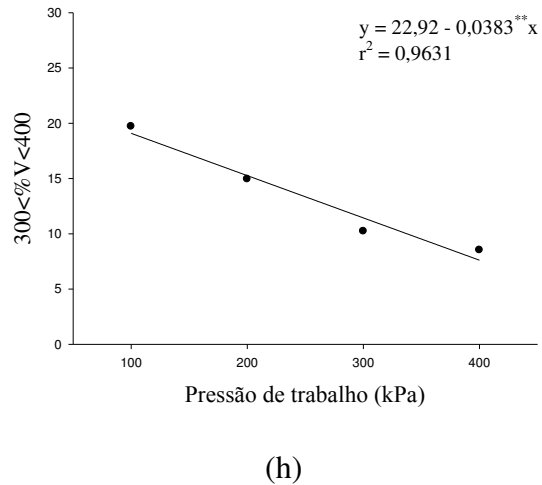 30
y = 22,92 - 0,0383**x
r² = 0,9631
25
20
15
10
5
0
300<%V<400
100 200 300 400
Pressão de trabalho (kPa)
(h)